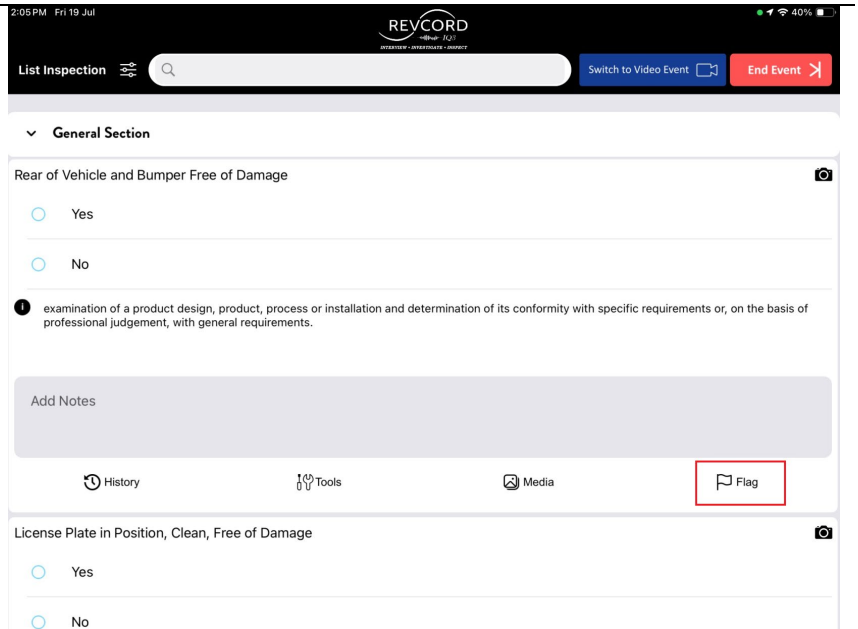 2:05 PM Fri 19 Jul
40%
REVCORD
IQ3
INTERVIEW • INVESTIGATE • INSPECT
List Inspection
Switch to Video Event
End Event
General Section
Rear of Vehicle and Bumper Free of Damage
Yes
No
examination of a product design, product, process or installation and determination of its conformity with specific requirements or, on the basis of
professional judgement, with general requirements.
Add Notes
History
Tools
Media
Flag
License Plate in Position, Clean, Free of Damage
Yes
No